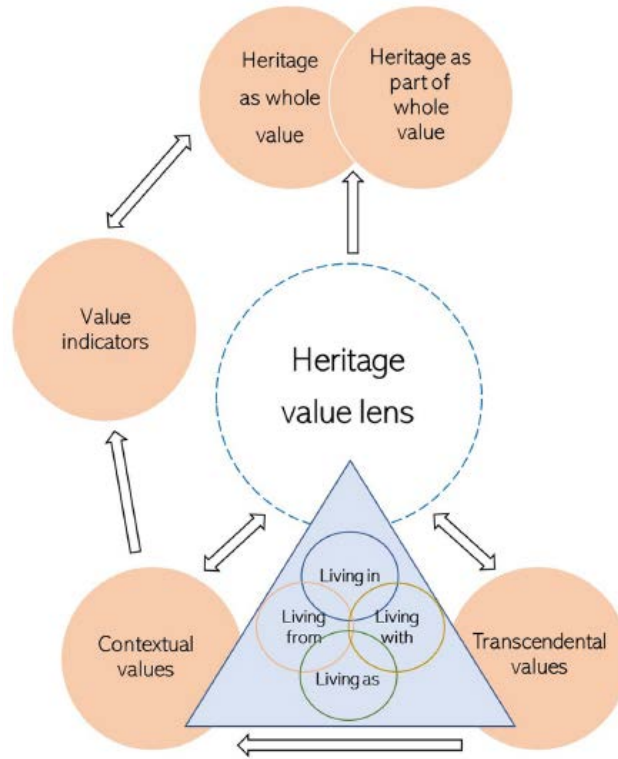 Heritage
as whole
value
Heritage as
part of
whole
value
Value
indicators
Heritage
value lens
Living in
Living
from
Living
with
Living as
Contextual
values
Transcendental
values